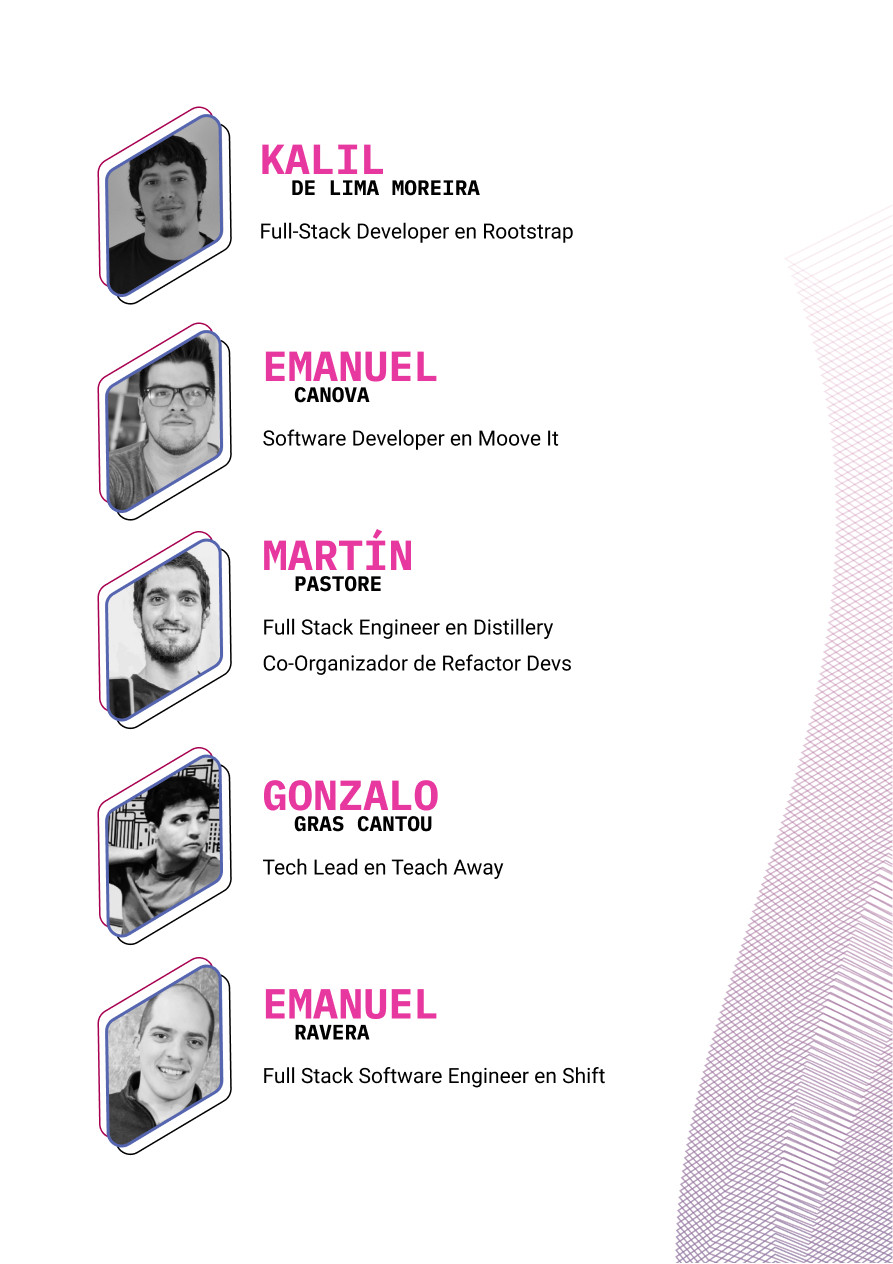 KALIL
DE LIMA MOREIRA
Full-Stack Developer en Rootstrap
EMANUEL
CANOVA
Software Developer en Moove It
MARTÍN
PASTORE
Full Stack Engineer en Distillery
Co-Organizador de Refactor Devs
GONZALO
GRAS CANTOU
Tech Lead en Teach Away
EMANUEL
RAVERA
Full Stack Software Engineer en Shift